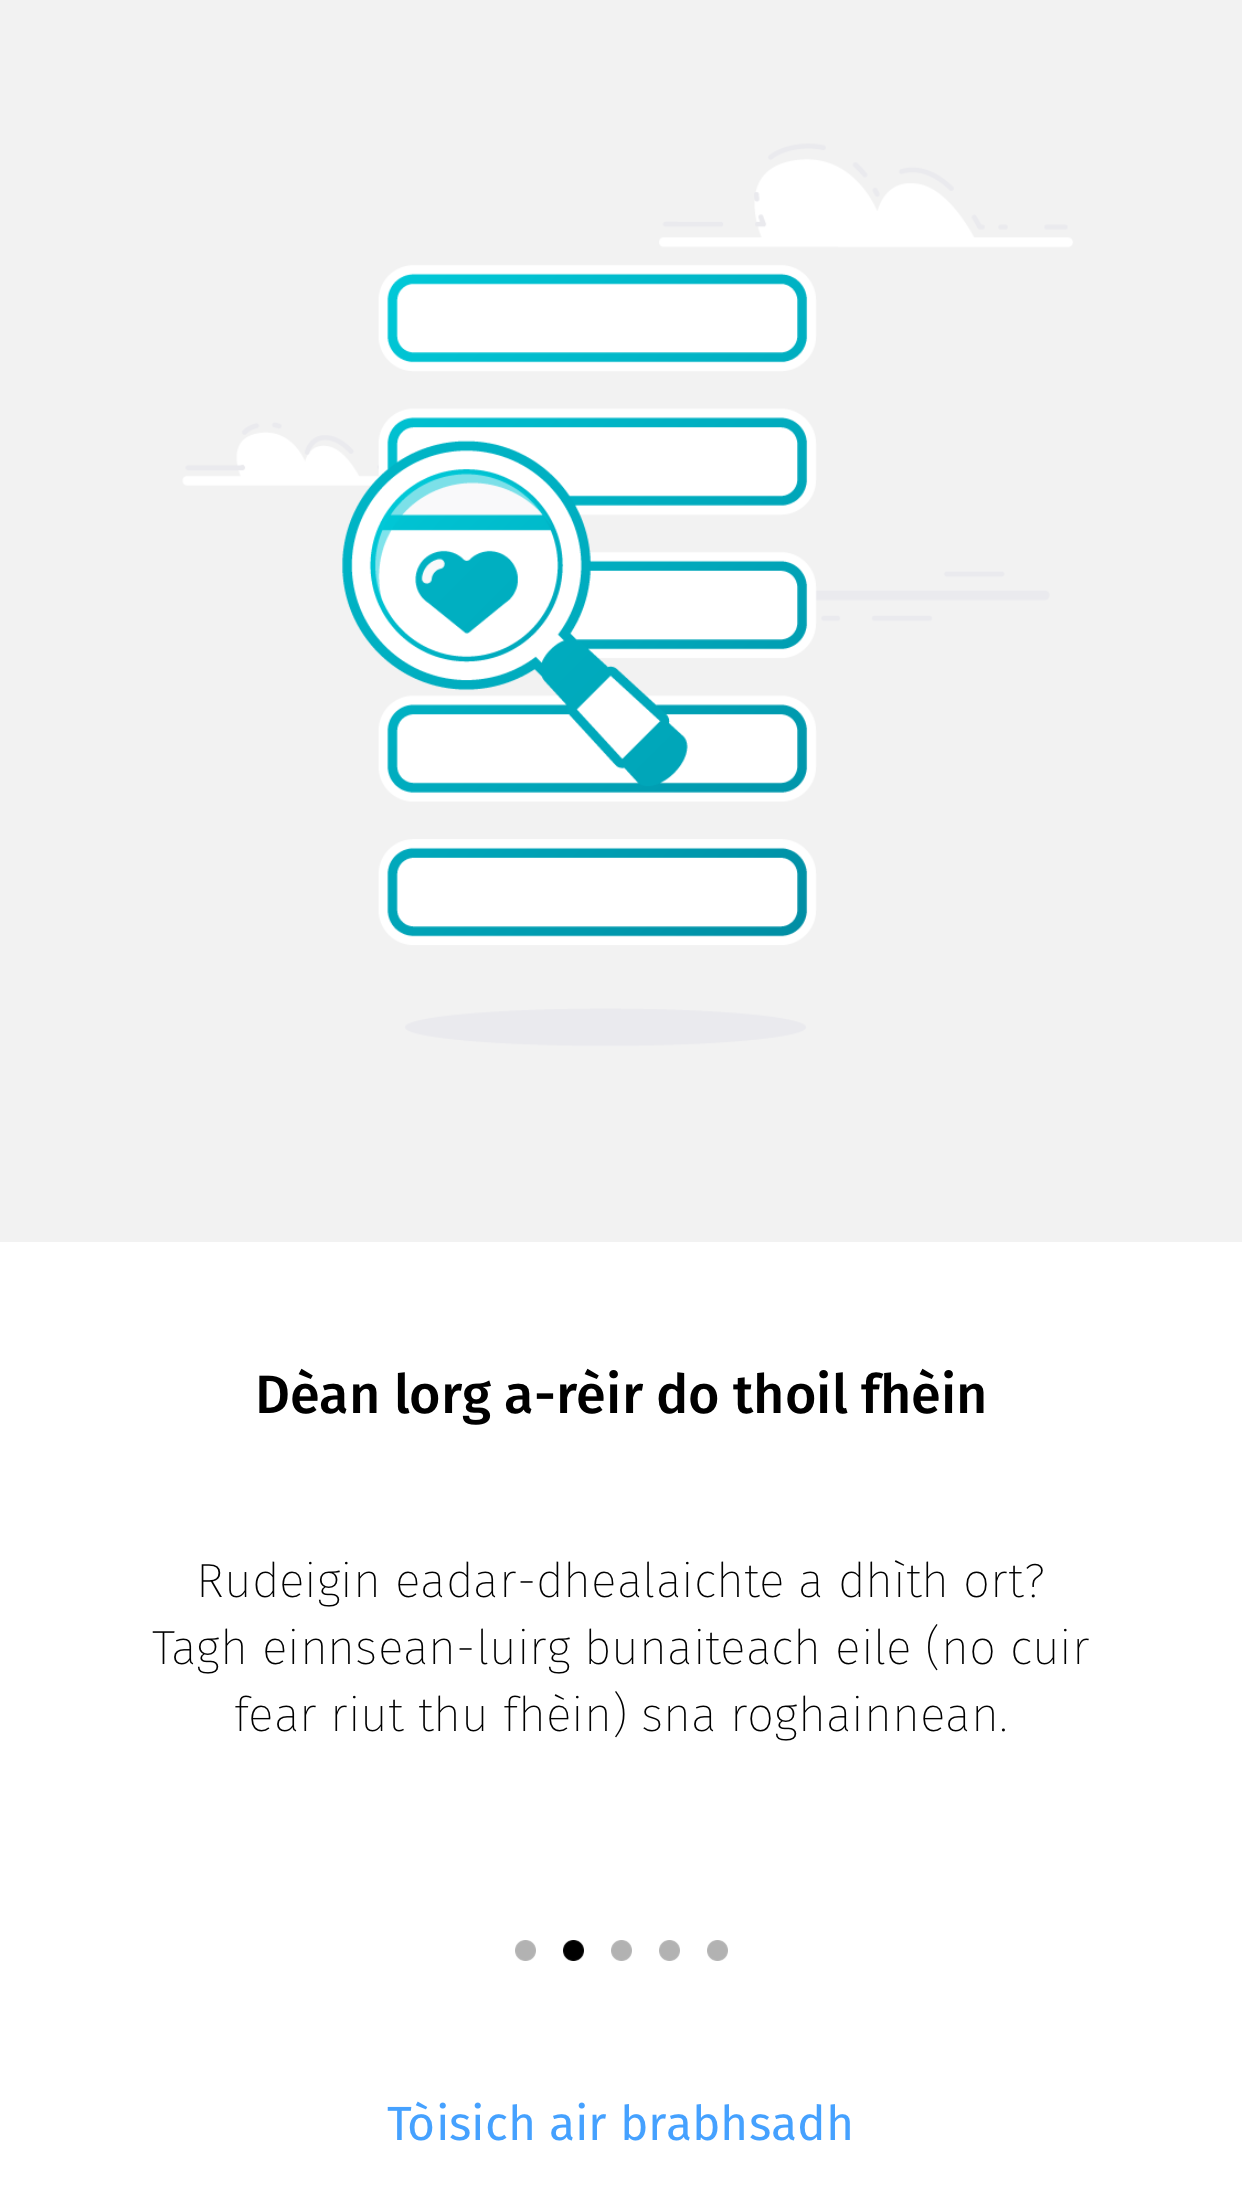 Dèan lorg a-rèir do thoil fhèin
Rudeigin eadar-dhealaichte a dhìth ort?
Tagh einnsean-luirg bunaiteach eile (no cuir
fear riut thu fhèin) sna roghainnean.
Tòisich air brabhsadh